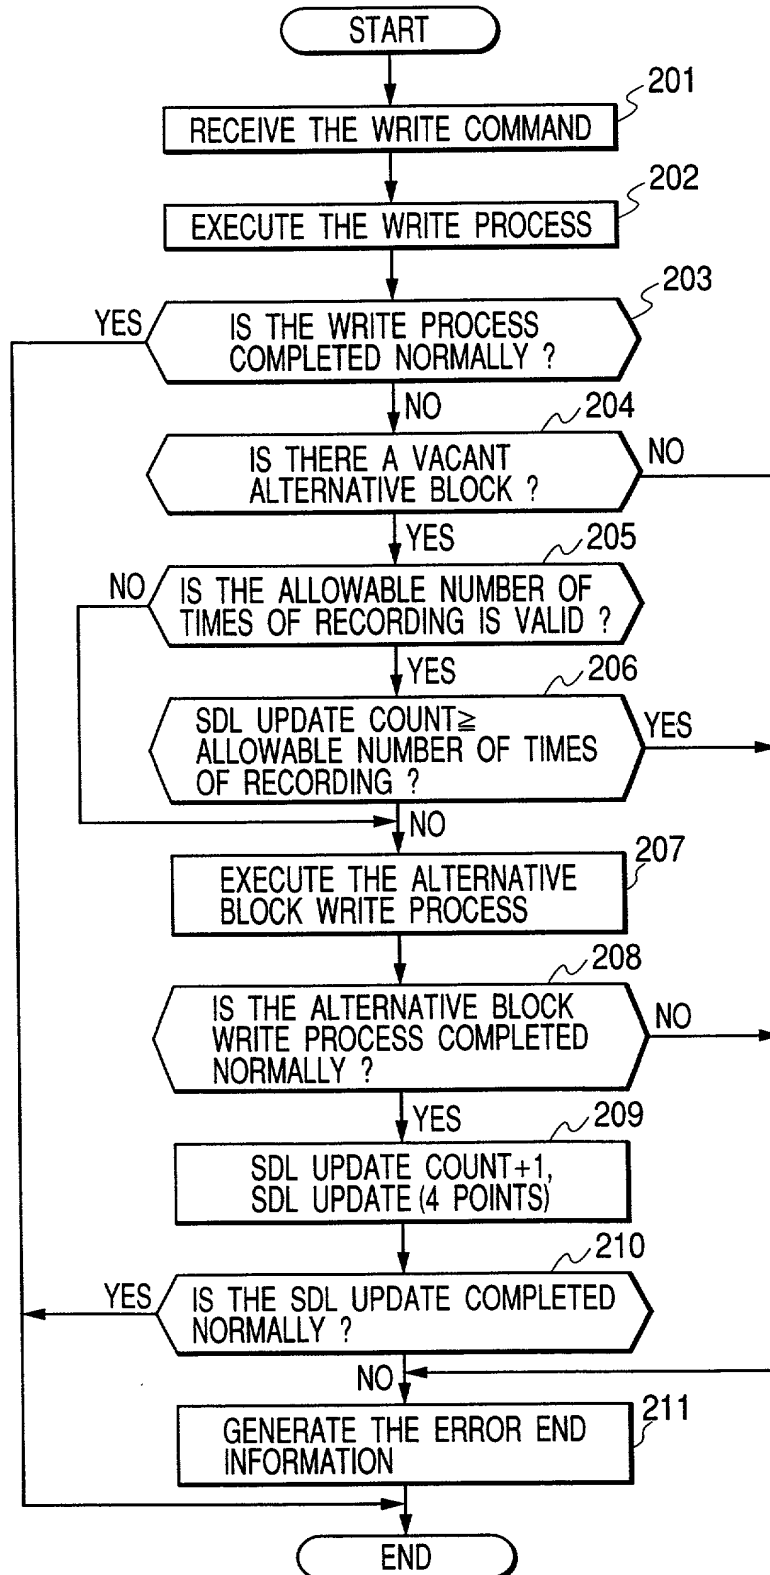 START
201
RECEIVE THE WRITE COMMAND
202
EXECUTE THE WRITE PROCESS
203
YES
IS THE WRITE PROCESS
COMPLETED NORMALLY ?
NO
204
IS THERE A VACANT
ALTERNATIVE BLOCK ?
NO
YES
205
NO
IS THE ALLOWABLE NUMBER OF
TIMES OF RECORDING IS VALID ?
YES
206
SDL UPDATE COUNT≧
ALLOWABLE NUMBER OF TIMES
OF RECORDING ?
YES
NO
207
EXECUTE THE ALTERNATIVE
BLOCK WRITE PROCESS
208
IS THE ALTERNATIVE BLOCK
WRITE PROCESS COMPLETED
NORMALLY ?
NO
YES
209
SDL UPDATE COUNT+1,
SDL UPDATE (4 POINTS)
210
YES
IS THE SDL UPDATE COMPLETED
NORMALLY ?
NO
211
GENERATE THE ERROR END
INFORMATION
END